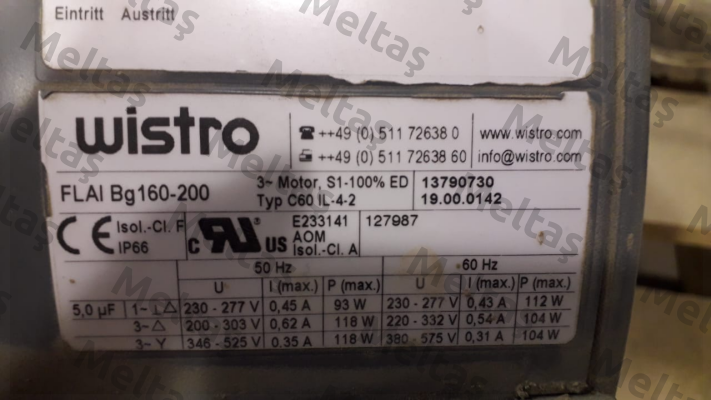 Eintritt Austritt
wistro
++49 (0) 511 72638 0 www.wistro.com
++49 (0) 511 72638 60 info@wistro.com
FLAI Bg160-200 3~ Motor, S1-100% ED 13790730
Typ C60 IL-4-2 19.00.0142
CE Isol.-Cl. F IP66 c RU US E233141 AOM Isol.-Cl. A 127987
50 Hz 60 Hz
U I (max.) P (max.) U I (max.) P (max.)
5,0 µF 1~ ⊥ △ 230 - 277 V 0,45 A 93 W 230 - 277 V 0,43 A 112 W
3~ △ 200 - 303 V 0,62 A 118 W 220 - 332 V 0,54 A 104 W
3~ Y 346 - 525 V 0,35 A 118 W 380 - 575 V 0,31 A 104 W
Meltaş